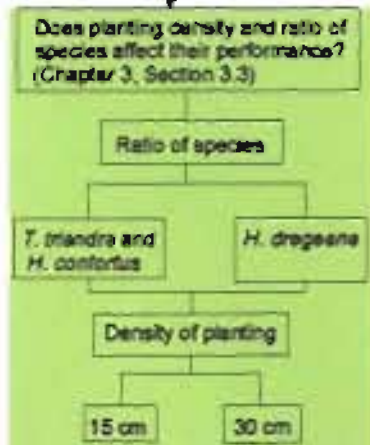 Does planting density and ratio of
species affect their performance?
(Chapter 3, Section 3.3)
Ratio of species
T. triandra and
H. contortus
H. dregeana
Density of planting
15 cm
30 cm